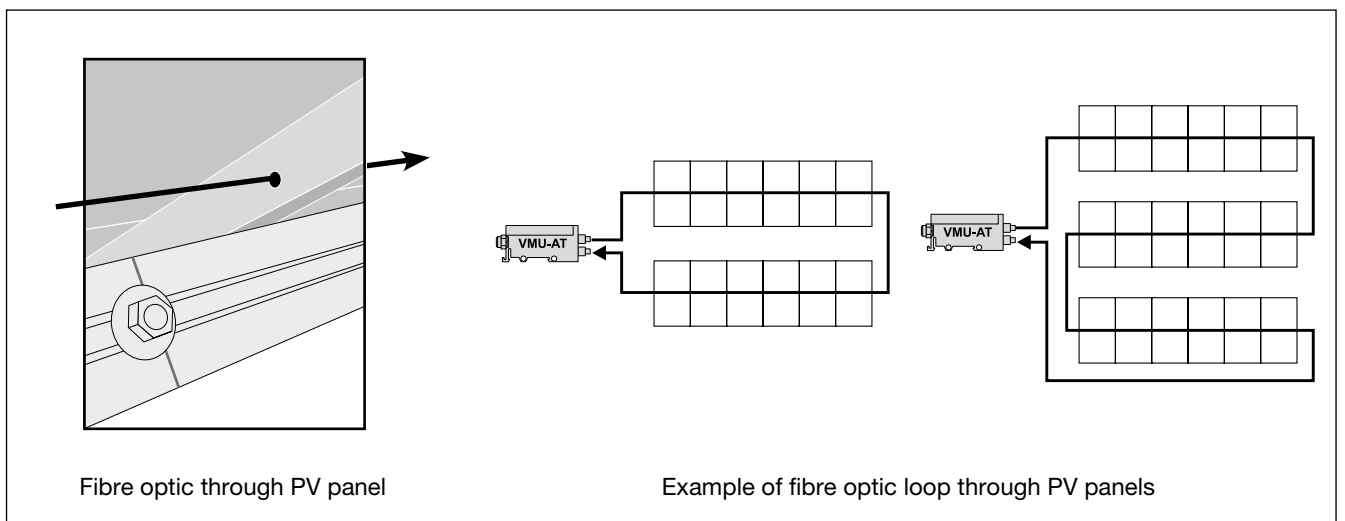 VMU-AT
VMU-AT
Fibre optic through PV panel
Example of fibre optic loop through PV panels